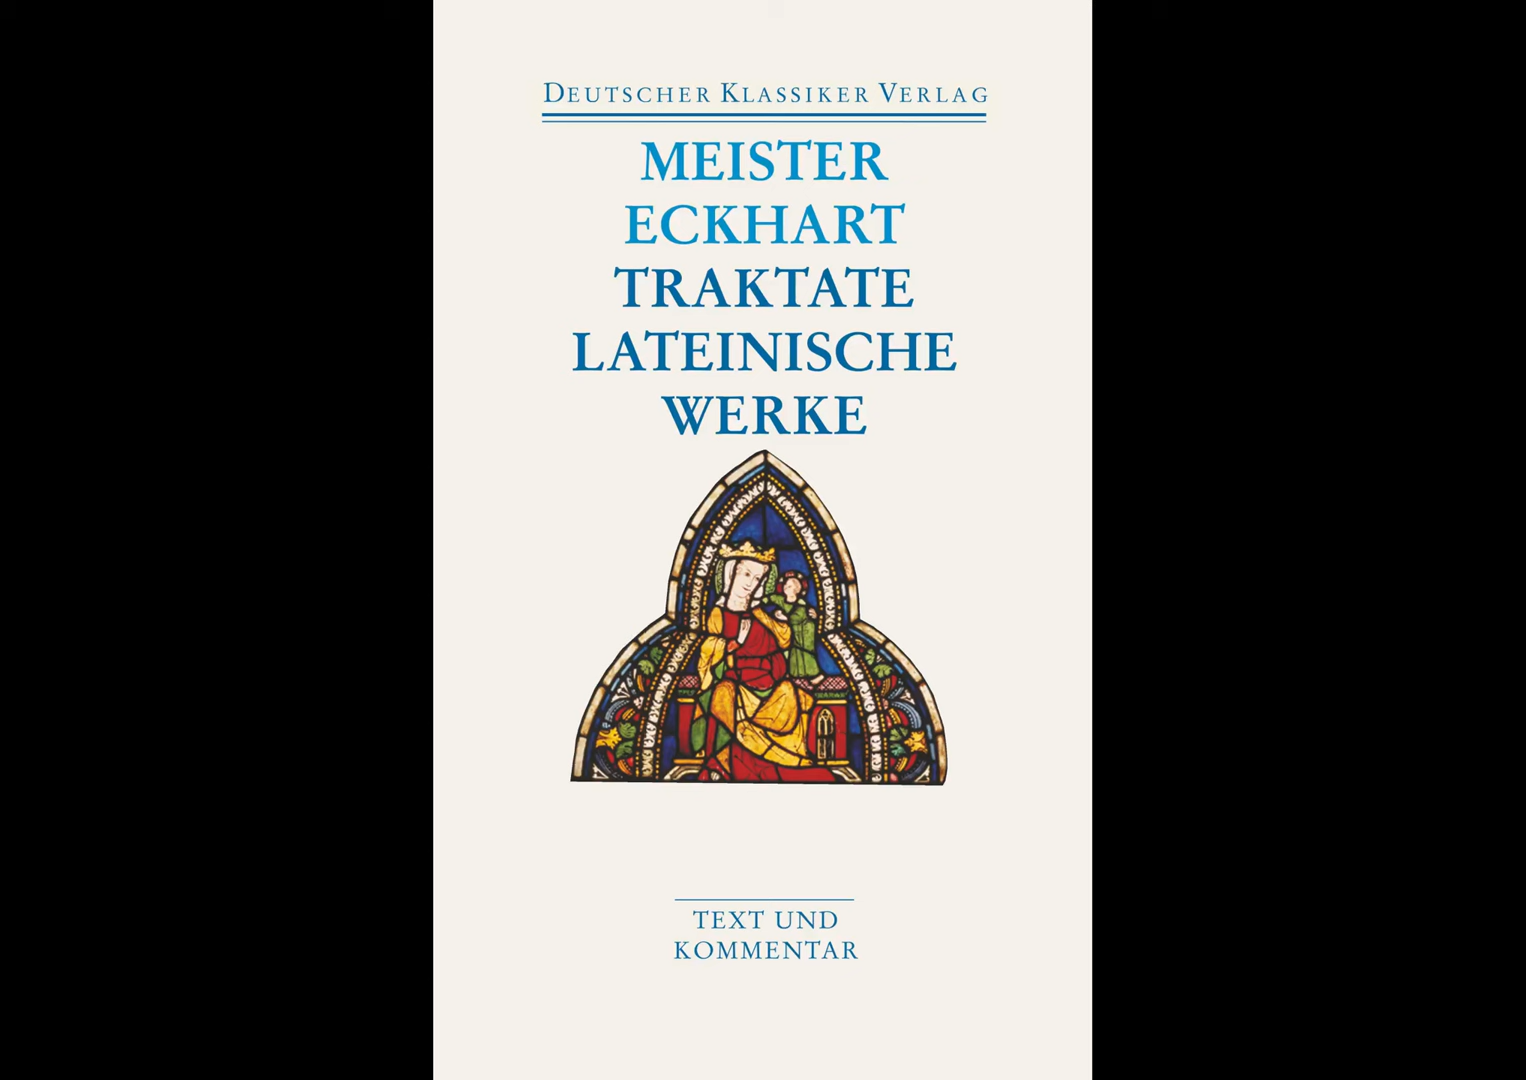 DEUTSCHER KLASSIKER VERLAG
MEISTER
ECKHART
TRAKTATE
LATEINISCHE
WERKE
TEXT UND
KOMMENTAR